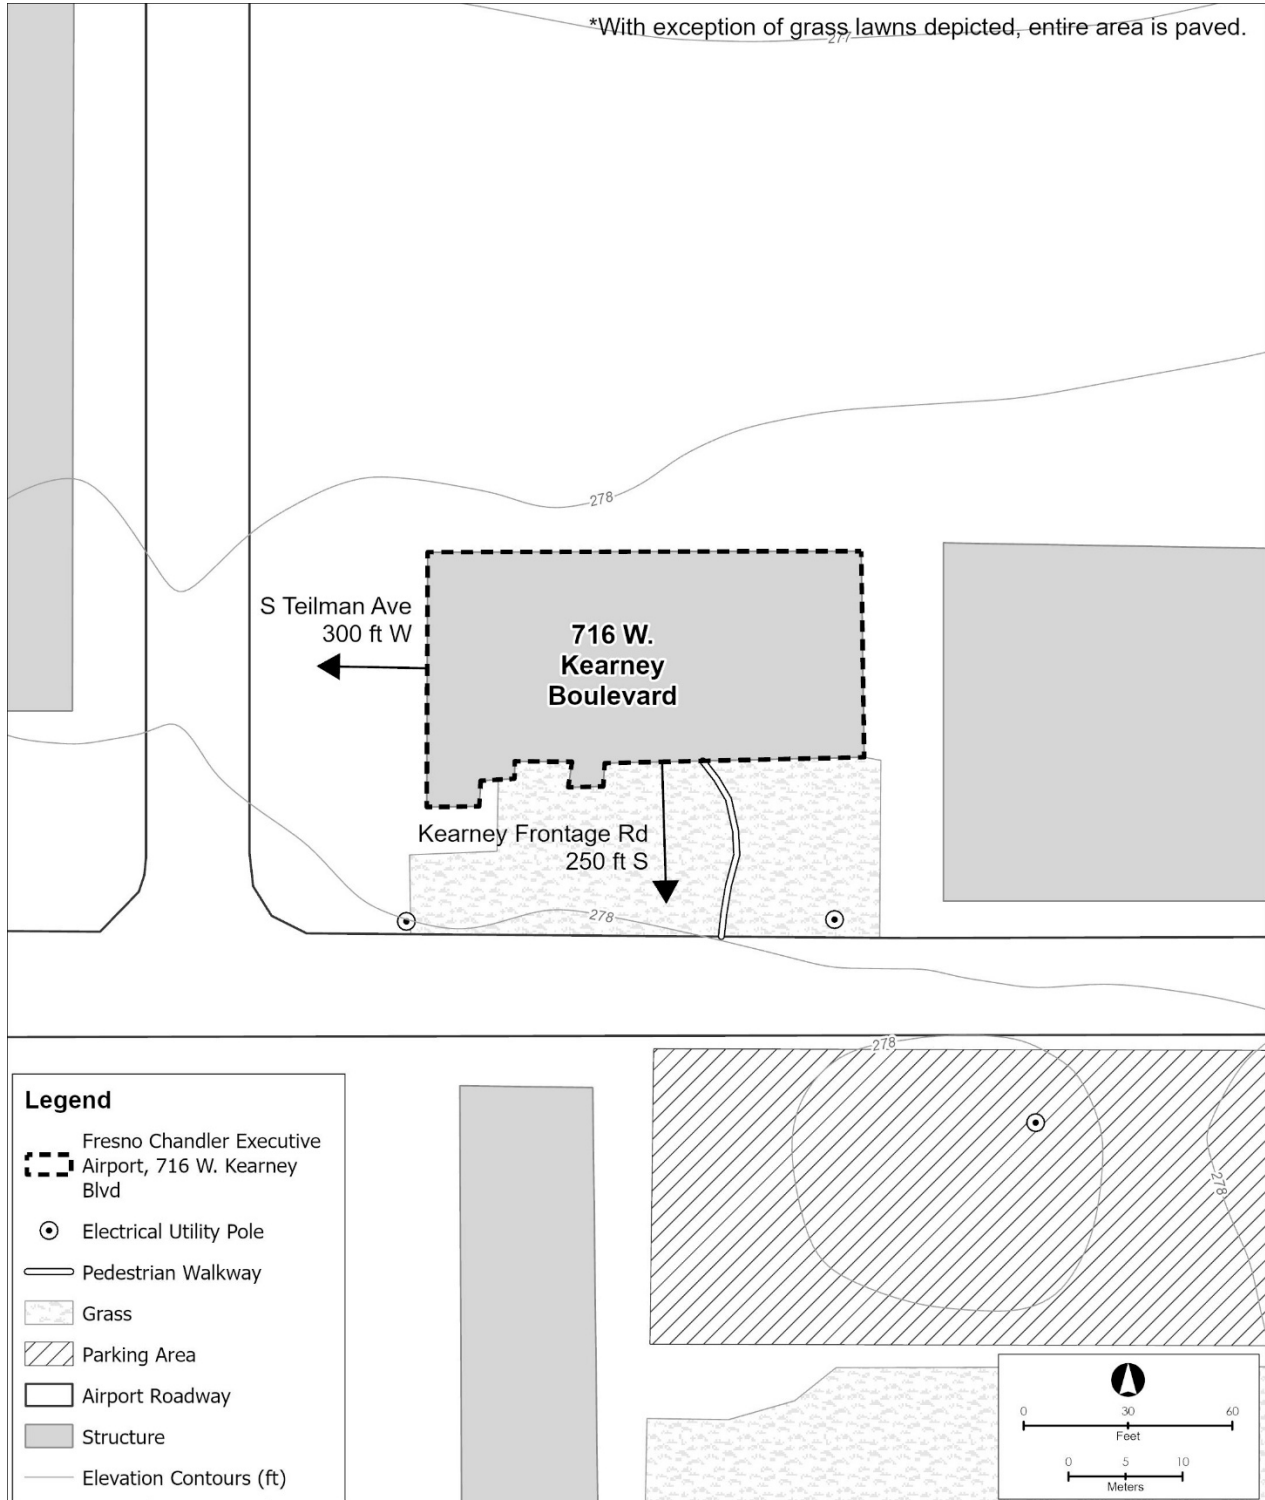 *With exception of grass lawns depicted, entire area is paved.
277
278
S Teilman Ave
300 ft W
716 W.
Kearney
Boulevard
Kearney Frontage Rd
250 ft S
278
278
278
Legend
Fresno Chandler Executive
Airport, 716 W. Kearney
Blvd
Electrical Utility Pole
Pedestrian Walkway
Grass
Parking Area
Airport Roadway
Structure
Elevation Contours (ft)
0 30 60
Feet
0 5 10
Meters